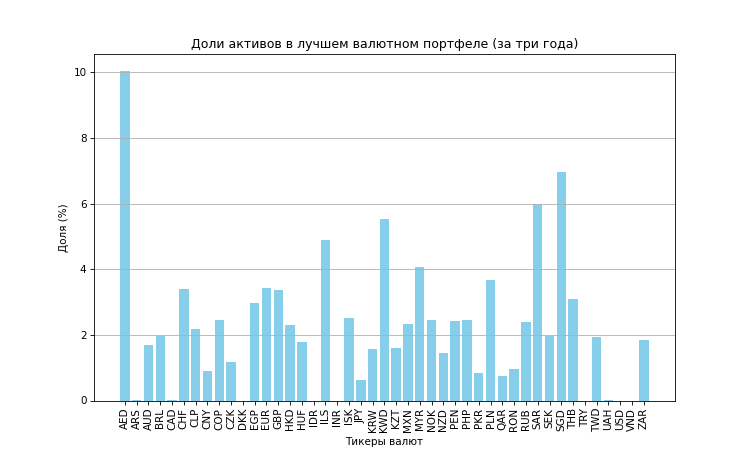 Доли активов в лучшем валютном портфеле (за три года)
Доля (%)
10
8
6
4
2
0
AED ARS AUD BRL CAD CHF CLP CNY COP CZK DKK EGP EUR GBP HKD HUF IDR ILS INR ISK JPY KRW KWD KZT MXN MYR NOK NZD PEN PHP PKR PLN QAR RON RUB SAR SEK SGD THB TRY TWD UAH USD VND ZAR
Тикеры валют